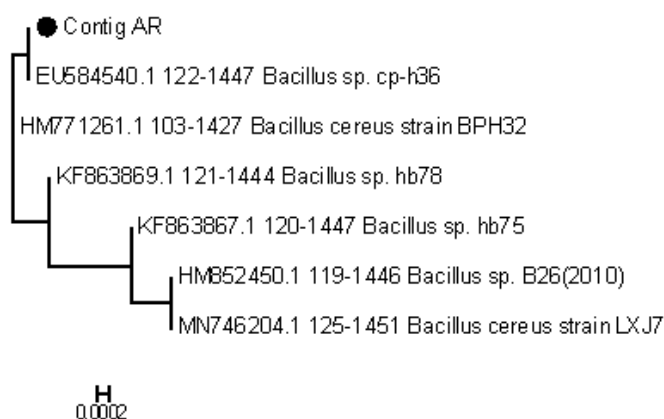 Contig AR
EU584540.1 122-1447 Bacillus sp. cp-h36
HM771261.1 103-1427 Bacillus cereus strain BPH32
KF863869.1 121-1444 Bacillus sp. hb78
KF863867.1 120-1447 Bacillus sp. hb75
HM852450.1 119-1446 Bacillus sp. B26(2010)
MN746204.1 125-1451 Bacillus cereus strain LXJ7
0.0002